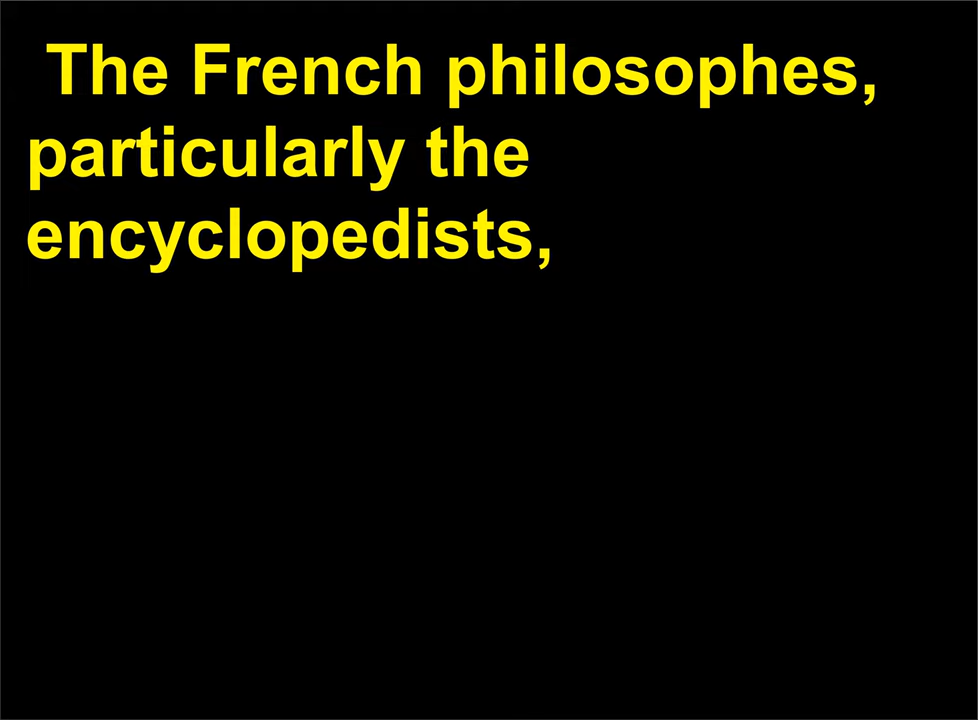 The French philosophes,
particularly the
encyclopedists,